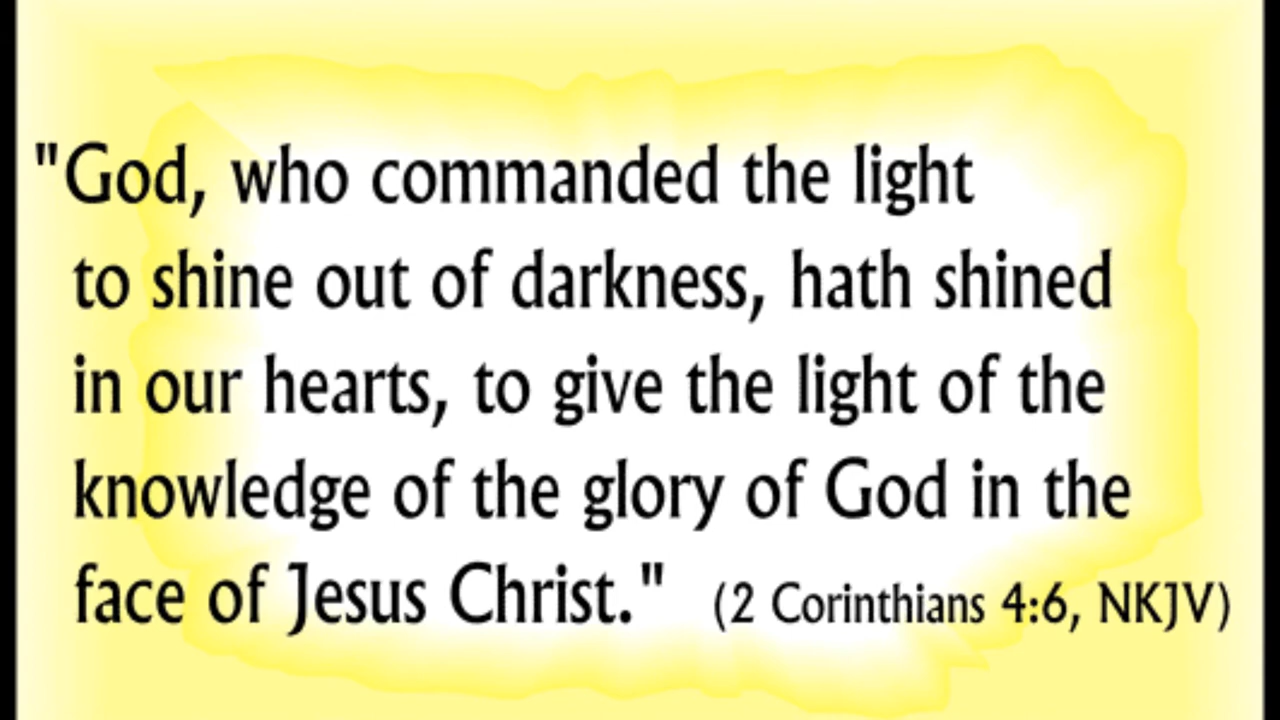 "God, who commanded the light
to shine out of darkness, hath shined
in our hearts, to give the light of the
knowledge of the glory of God in the
face of Jesus Christ." (2 Corinthians 4:6, NKJV)